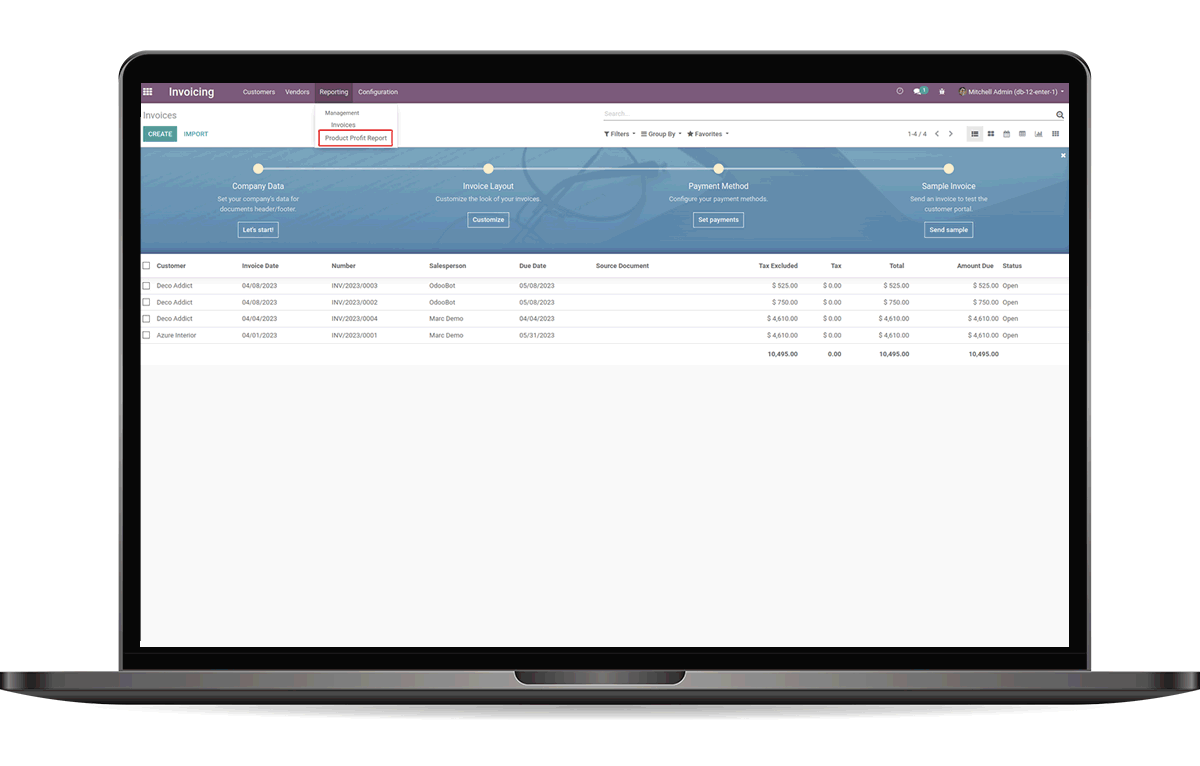 Invoicing Customers Vendors Reporting Configuration 1 Mitchell Admin (db-12-enter-1)
Invoices Management Search...
Invoices
CREATE IMPORT Product Profit Report Filters Group By Favorites 1-4 / 4
Company Data Invoice Layout Payment Method Sample Invoice
Set your company's data for Customize the look of your invoices. Configure your payment methods. Send an invoice to test the
documents header/footer. customer portal.
Let's start! Customize Set payments Send sample
Customer Invoice Date Number Salesperson Due Date Source Document Tax Excluded Tax Total Amount Due Status
Deco Addict 04/08/2023 INV/2023/0003 OdooBot 05/08/2023 $ 525.00 $ 0.00 $ 525.00 $ 525.00 Open
Deco Addict 04/08/2023 INV/2023/0002 OdooBot 05/08/2023 $ 750.00 $ 0.00 $ 750.00 $ 750.00 Open
Deco Addict 04/04/2023 INV/2023/0004 Marc Demo 04/04/2023 $ 4,610.00 $ 0.00 $ 4,610.00 $ 4,610.00 Open
Azure Interior 04/01/2023 INV/2023/0001 Marc Demo 05/31/2023 $ 4,610.00 $ 0.00 $ 4,610.00 $ 4,610.00 Open
10,495.00 0.00 10,495.00 10,495.00